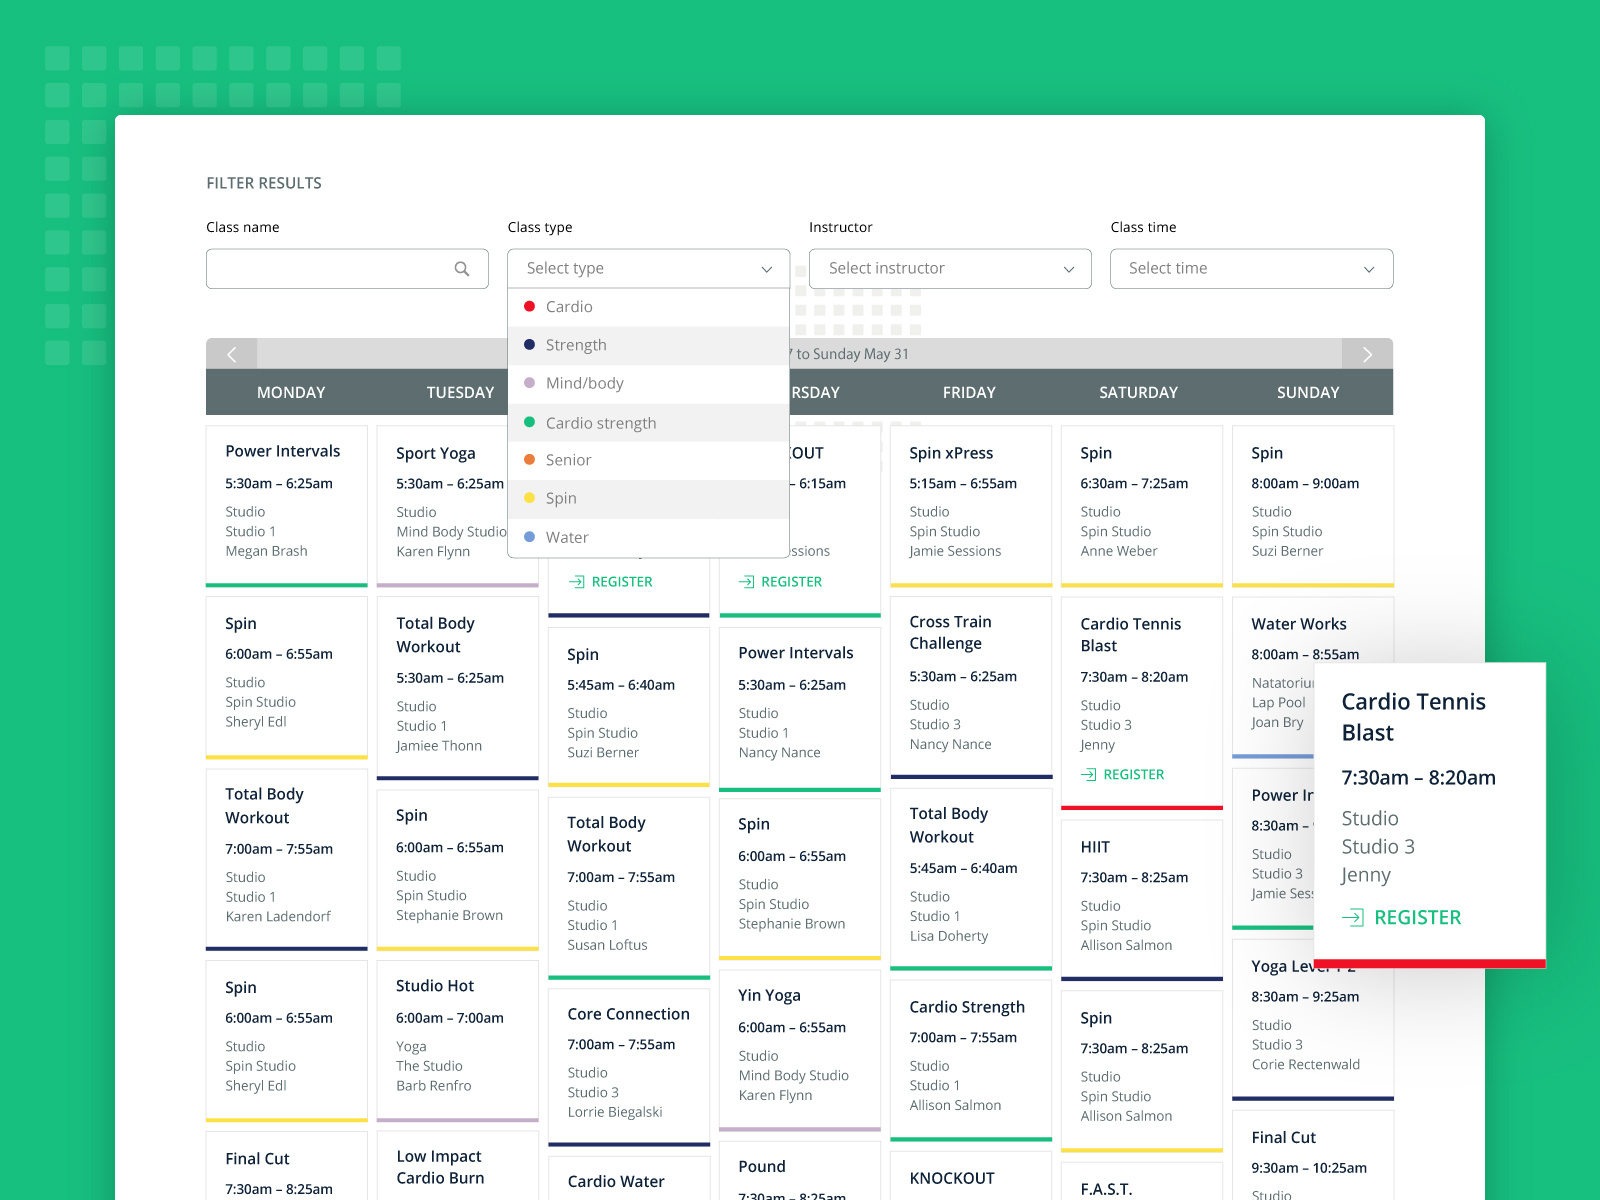 FILTER RESULTS
Class name
Class type
Instructor
Class time
Select type
Select instructor
Select time
Cardio
Strength
Mind/body
Cardio strength
Senior
Spin
Water
to Sunday May 31
MONDAY
TUESDAY
RSDAY
FRIDAY
SATURDAY
SUNDAY
Power Intervals
5:30am – 6:25am
Studio
Studio 1
Megan Brash
Spin
6:00am – 6:55am
Studio
Spin Studio
Sheryl Edl
Total Body
Workout
7:00am – 7:55am
Studio
Studio 1
Karen Ladendorf
Spin
6:00am – 6:55am
Studio
Spin Studio
Sheryl Edl
Final Cut
7:30am – 8:25am
Sport Yoga
5:30am – 6:25am
Studio
Mind Body Studio
Karen Flynn
Total Body
Workout
5:30am – 6:25am
Studio
Studio 1
Jamiee Thonn
Spin
6:00am – 6:55am
Studio
Spin Studio
Stephanie Brown
Studio Hot
6:00am – 7:00am
Yoga
The Studio
Barb Renfro
Low Impact
Cardio Burn
REGISTER
Spin
5:45am – 6:40am
Studio
Spin Studio
Suzi Berner
Total Body
Workout
7:00am – 7:55am
Studio
Studio 1
Susan Loftus
Core Connection
7:00am – 7:55am
Studio
Studio 3
Lorrie Biegalski
Cardio Water
OUT
– 6:15am
ssions
REGISTER
Power Intervals
5:30am – 6:25am
Studio
Studio 1
Nancy Nance
Spin
6:00am – 6:55am
Studio
Spin Studio
Stephanie Brown
Yin Yoga
6:00am – 6:55am
Studio
Mind Body Studio
Karen Flynn
Pound
7:30am – 8:25am
Spin xPress
5:15am – 6:55am
Studio
Spin Studio
Jamie Sessions
Cross Train
Challenge
5:30am – 6:25am
Studio
Studio 3
Nancy Nance
Total Body
Workout
5:45am – 6:40am
Studio
Studio 1
Lisa Doherty
Cardio Strength
7:00am – 7:55am
Studio
Studio 1
Allison Salmon
KNOCKOUT
Spin
6:30am – 7:25am
Studio
Spin Studio
Anne Weber
Cardio Tennis
Blast
7:30am – 8:20am
Studio
Studio 3
Jenny
REGISTER
HIIT
7:30am – 8:25am
Studio
Spin Studio
Allison Salmon
Spin
7:30am – 8:25am
Studio
Spin Studio
Allison Salmon
F.A.S.T.
Spin
8:00am – 9:00am
Studio
Spin Studio
Suzi Berner
Water Works
8:00am – 8:55am
Natatoriu
Lap Pool
Joan Bry
Power In
8:30am –
Studio
Studio 3
Jamie Sess
Yoga Level 1-2
8:30am – 9:25am
Studio
Studio 3
Corie Rectenwald
Final Cut
9:30am – 10:25am
Studio
Cardio Tennis
Blast
7:30am – 8:20am
Studio
Studio 3
Jenny
REGISTER